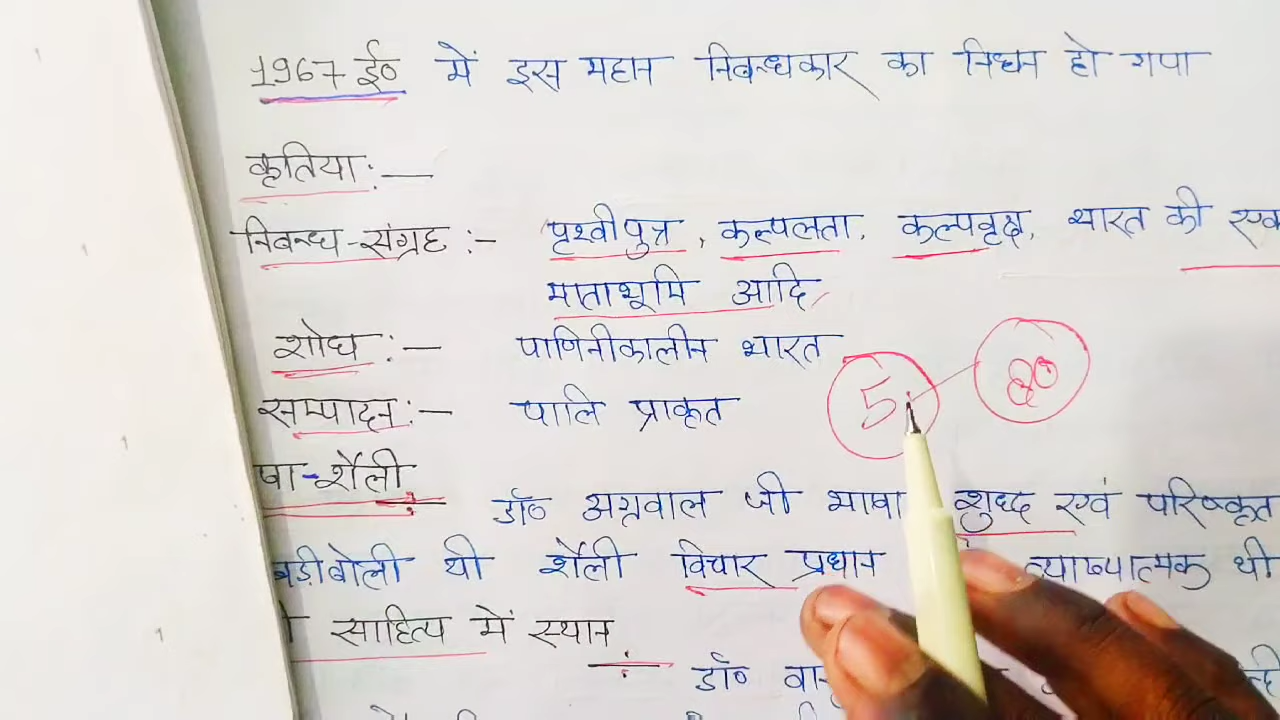 1967 ई० में इस महान निबन्धकार का निधन हो गया
कृतिया:—
निबन्ध-संग्रह :- पृथ्वीपुत्र, कल्पलता, कल्पवृक्ष, भारत की एक
माताभूमि आदि
शोध :— पाणिनीकालीन भारत
5 20
सम्पादन:— पालि प्राकृत
षा-शैली
डॉ० अग्रवाल जी भाषा शुध्द एवं परिष्कृत
खडीबोली थी शैली विचार प्रधान व्याख्यात्मक थी
साहित्य में स्थान
डॉ०